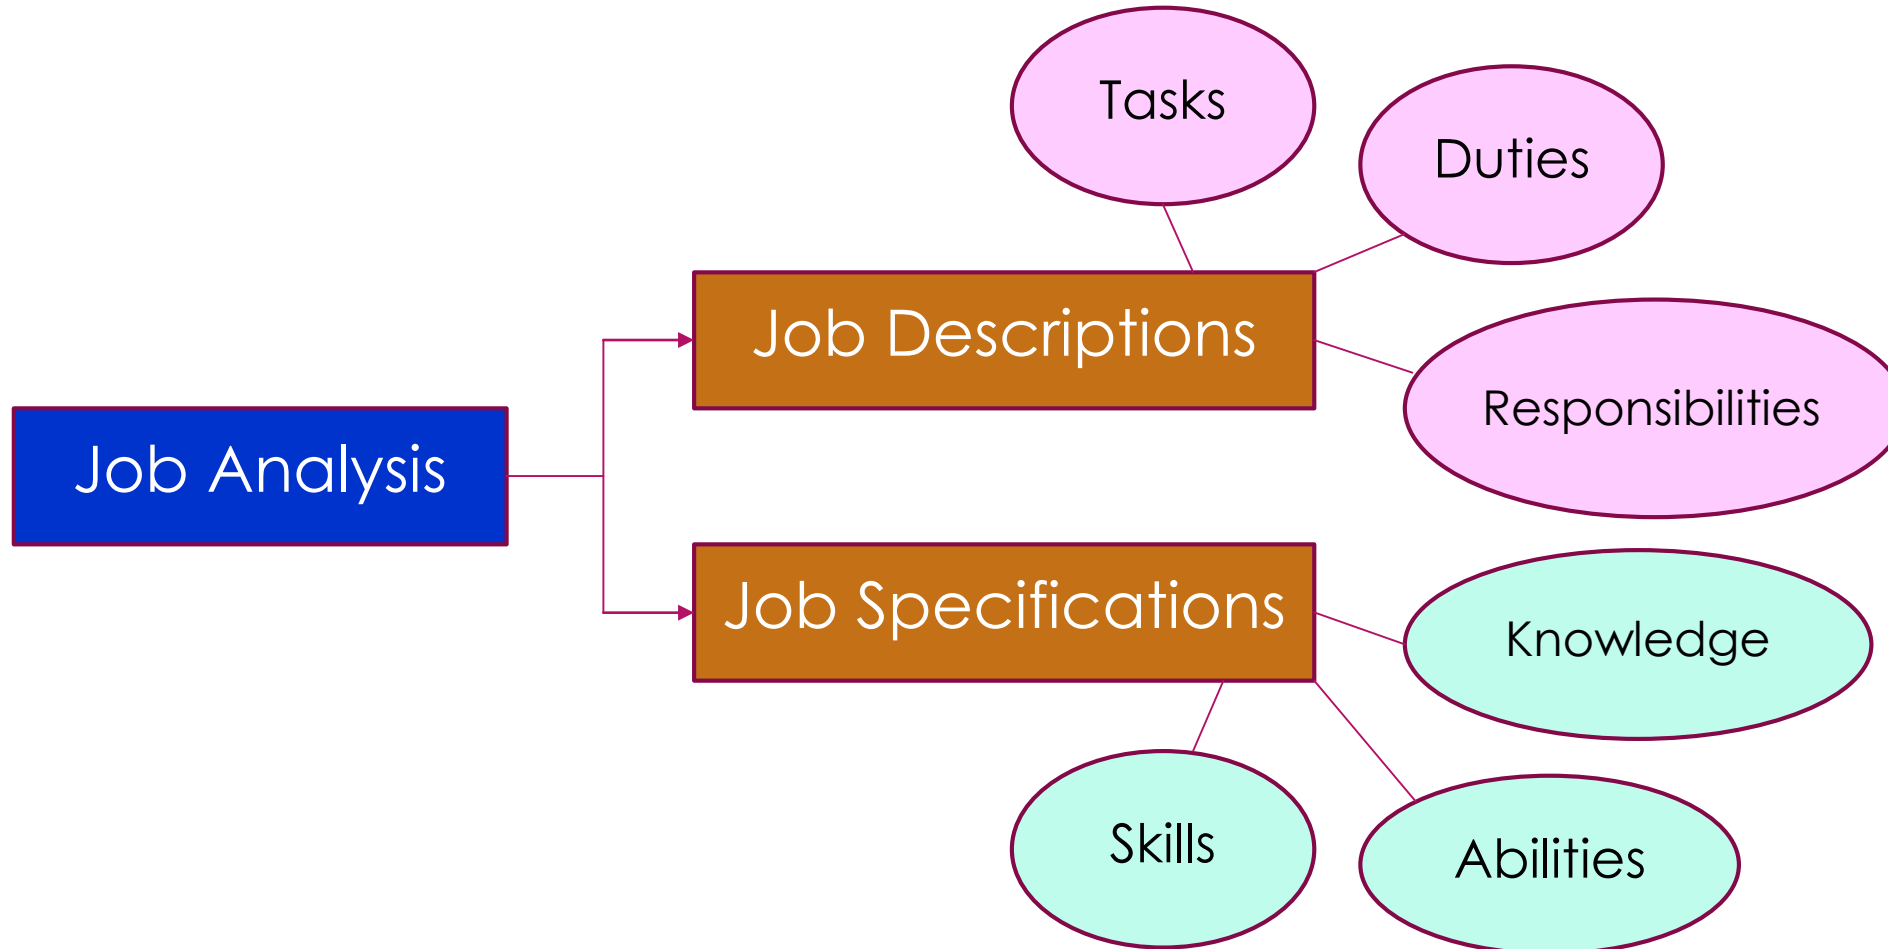 Tasks
Duties
Job Descriptions
Responsibilities
Job Analysis
Job Specifications
Knowledge
Skills
Abilities